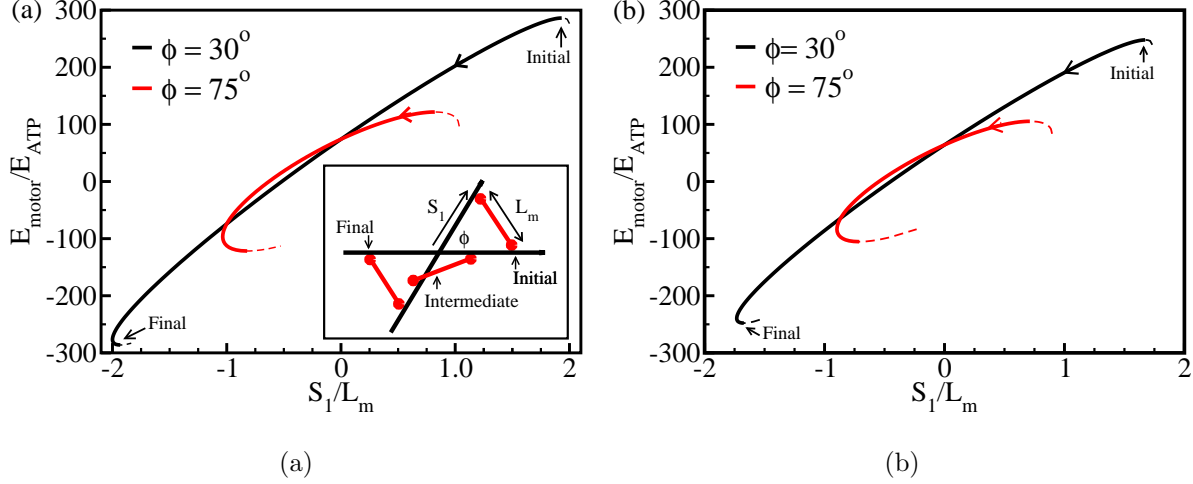 (a)
300
200
100
0
-100
-200
-300
E_motor/E_ATP
ϕ = 30°
ϕ = 75°
Initial
Final
S_1
L_m
ϕ
Final
Initial
Intermediate
-2
-1
0
1.0
2
S_1/L_m
(a)
(b)
300
200
100
0
-100
-200
-300
E_motor/E_ATP
ϕ= 30°
ϕ = 75°
Initial
Final
-2
-1
0
1
2
S_1/L_m
(b)